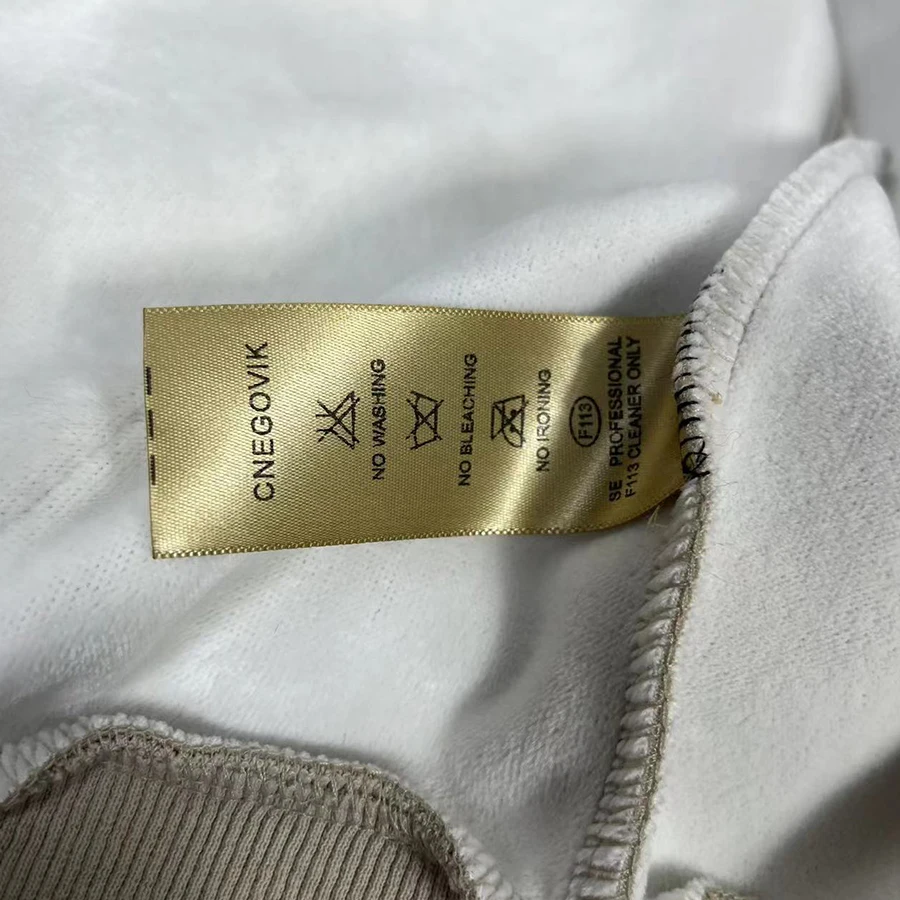 CNEGOVIK
NO WASHING
NO BLEACHING
NO IRONING
F113
SE PROFESSIONAL
F113 CLEANER ONLY